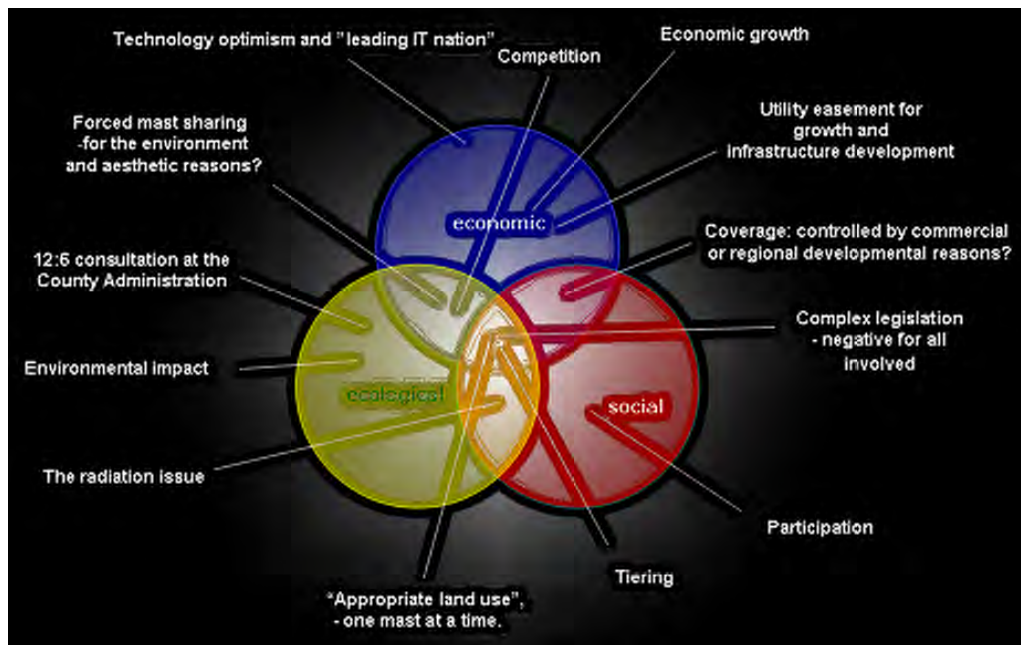 Technology optimism and "leading IT nation"
Competition
Economic growth
Forced mast sharing
-for the environment
and aesthetic reasons?
Utility easement for
growth and
infrastructure development
economic
Coverage: controlled by commercial
or regional developmental reasons?
12:6 consultation at the
County Administration
Complex legislation
- negative for all
involved
Environmental impact
ecological
social
The radiation issue
Participation
Tiering
"Appropriate land use",
- one mast at a time.